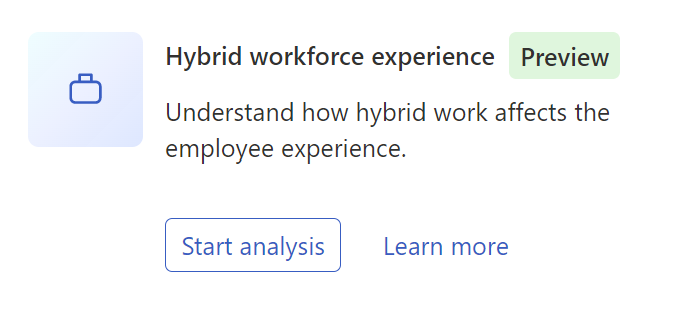 Hybrid workforce experience Preview
Understand how hybrid work affects the
employee experience.
Start analysis Learn more